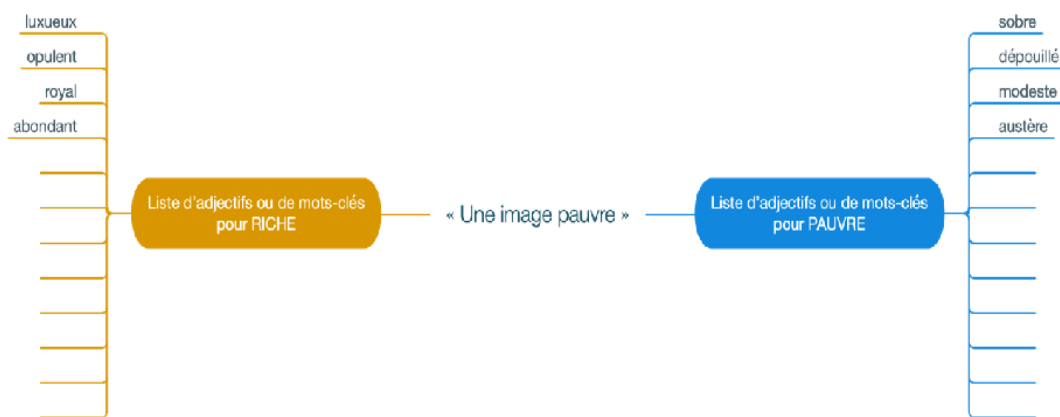 luxueux
opulent
royal
abondant
Liste d'adjectifs ou de mots-clés
pour RICHE
« Une image pauvre »
Liste d'adjectifs ou de mots-clés
pour PAUVRE
sobre
dépouillé
modeste
austère